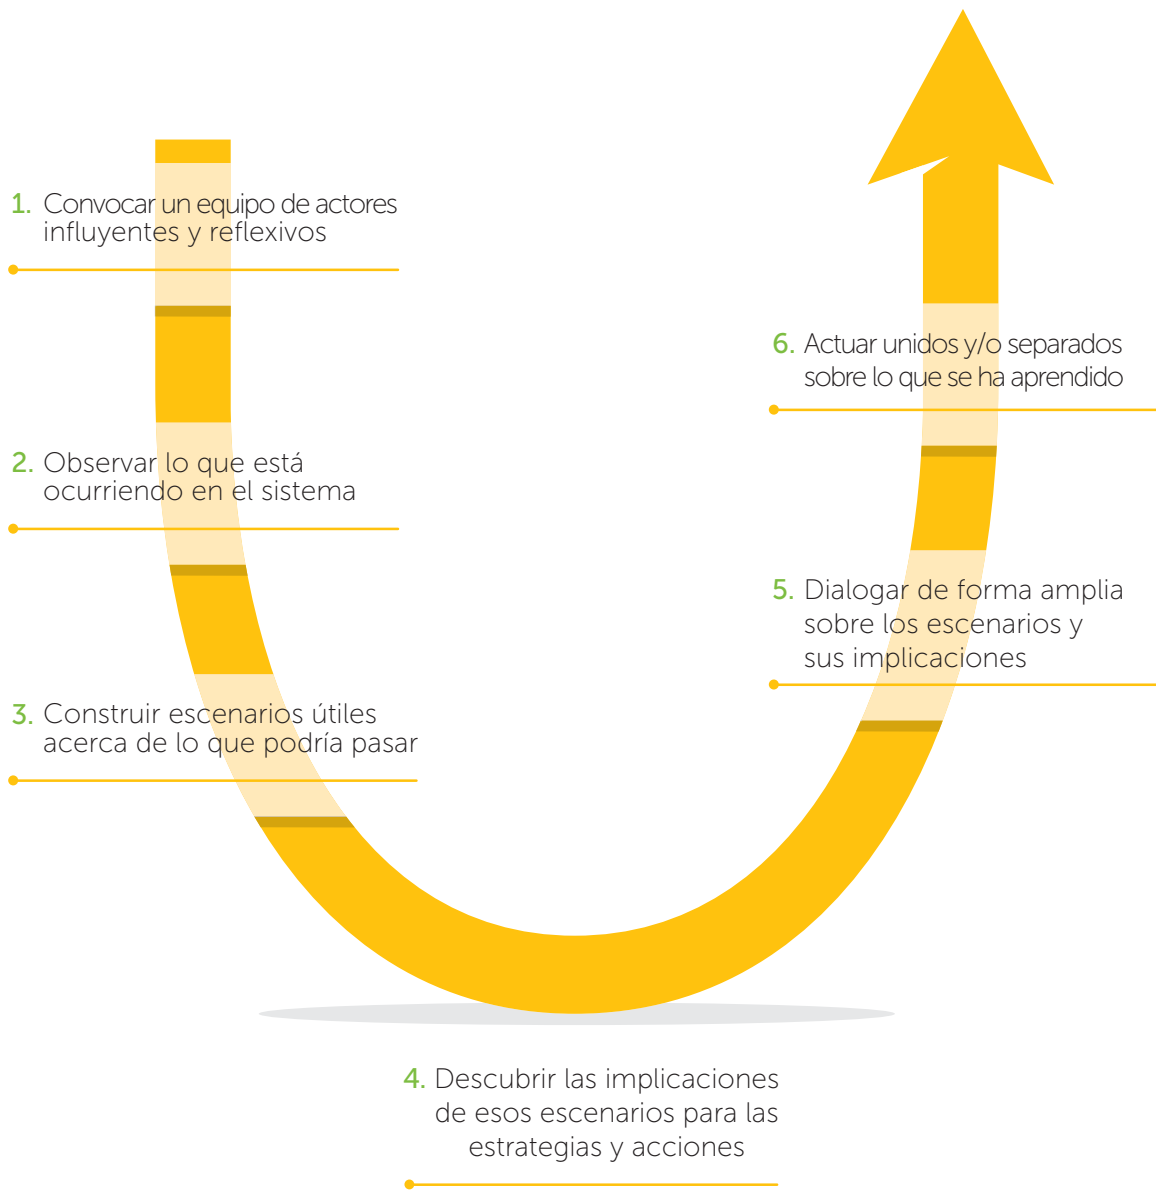 1. Convocar un equipo de actores
influyentes y reflexivos
2. Observar lo que está
ocurriendo en el sistema
3. Construir escenarios útiles
acerca de lo que podría pasar
4. Descubrir las implicaciones
de esos escenarios para las
estrategias y acciones
5. Dialogar de forma amplia
sobre los escenarios y
sus implicaciones
6. Actuar unidos y/o separados
sobre lo que se ha aprendido